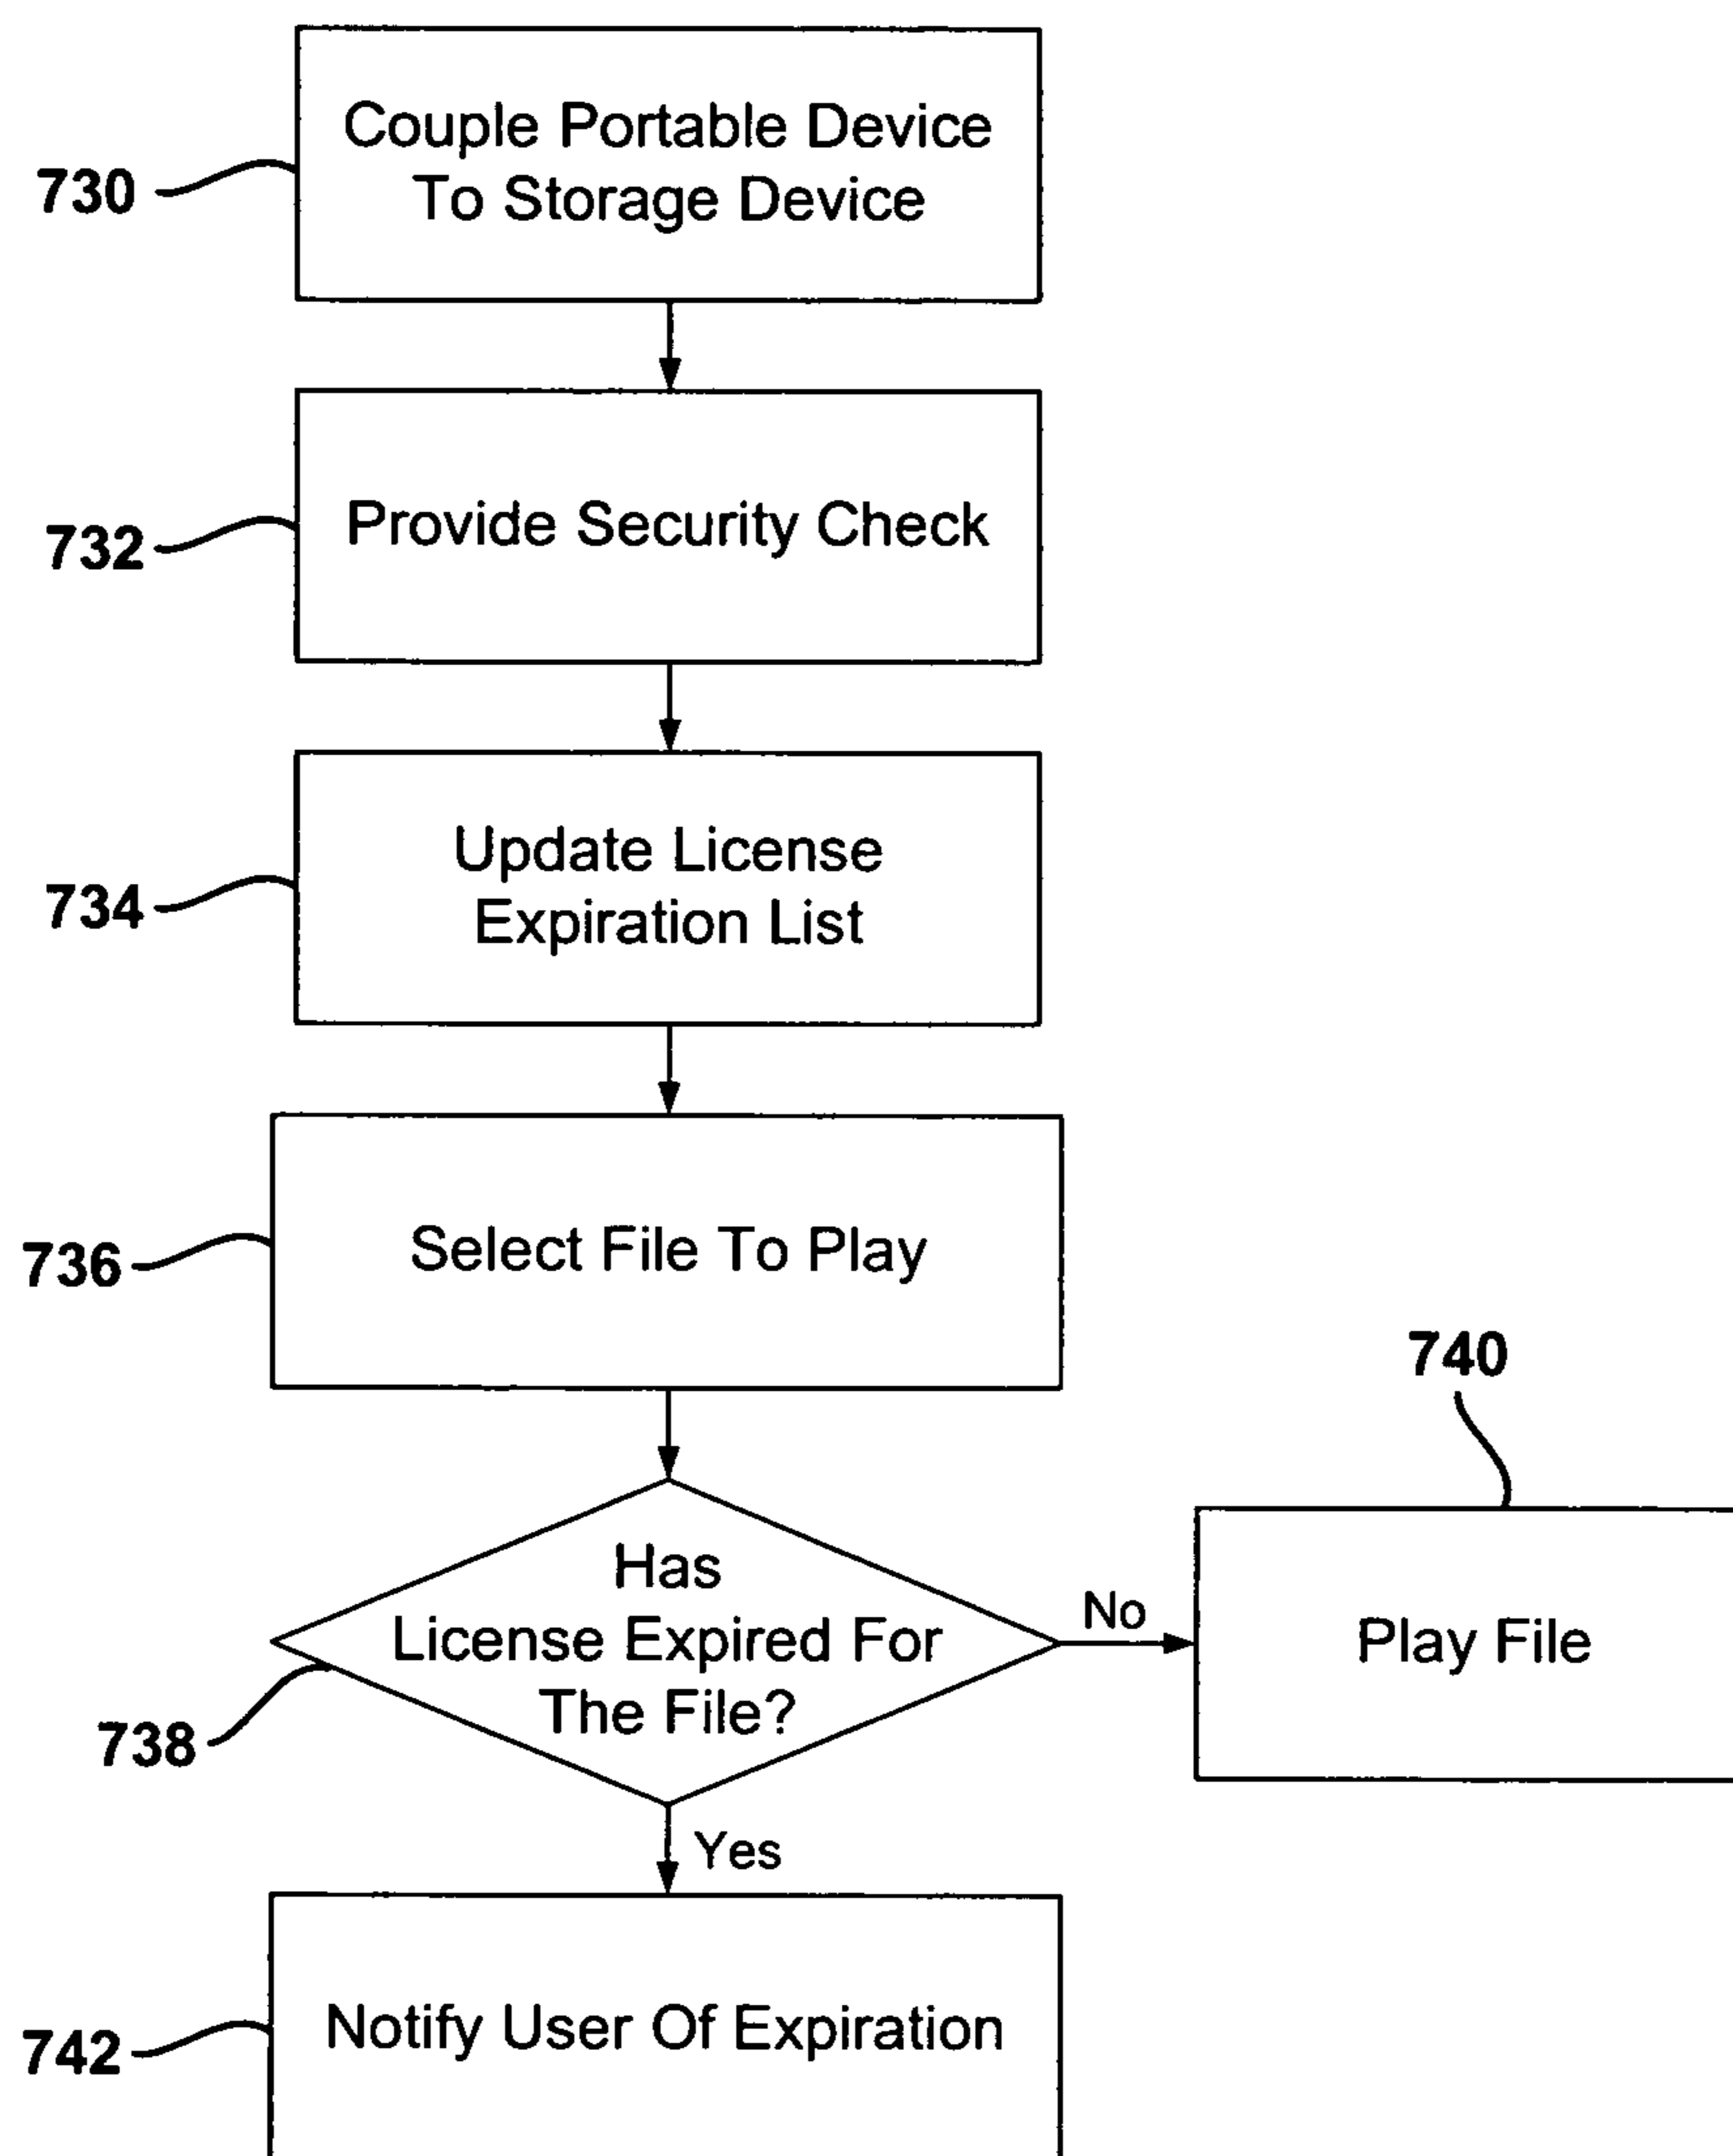 Couple Portable Device
To Storage Device
730
Provide Security Check
732
Update License
Expiration List
734
Select File To Play
736
740
Has
License Expired For
The File?
No
Play File
738
Yes
Notify User Of Expiration
742